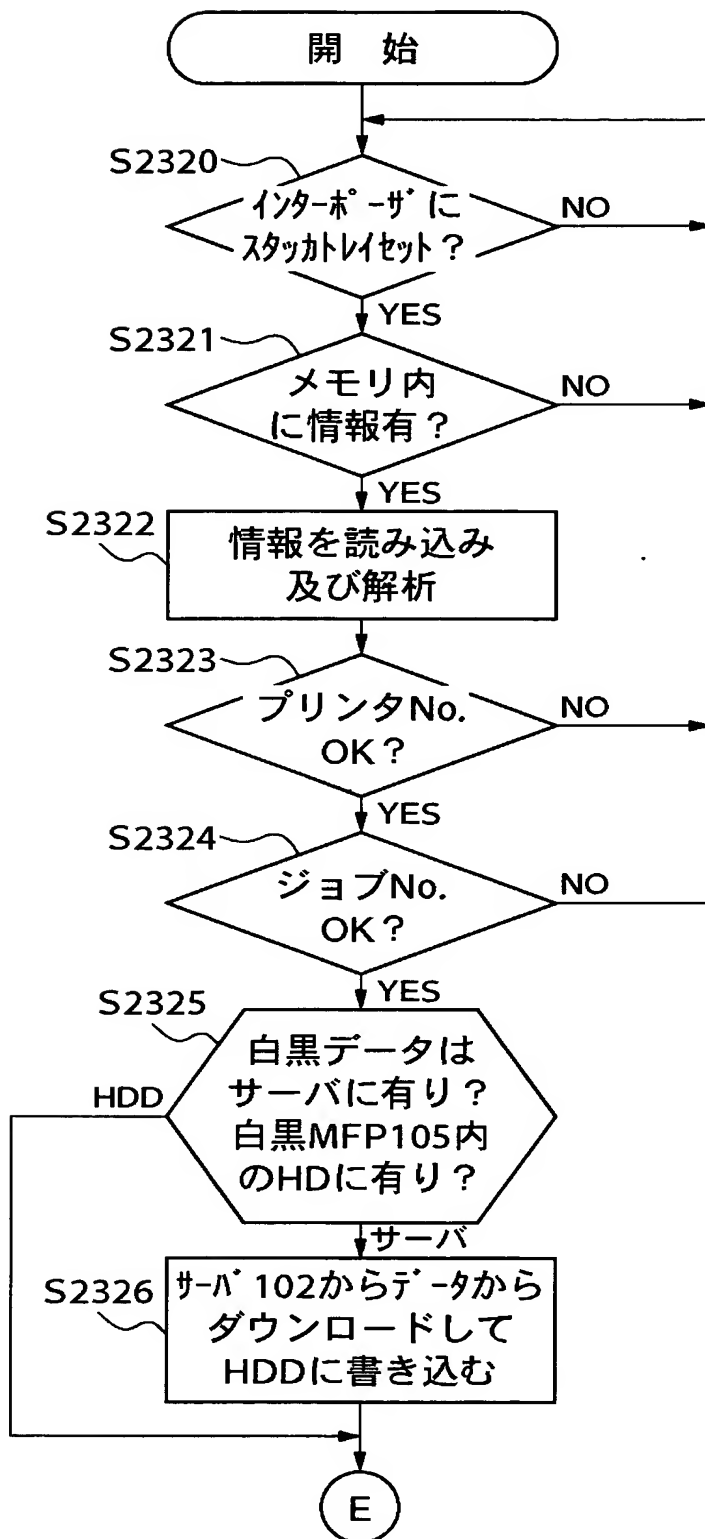 開 始
S2320
インターポーザに
スタッカトレイセット？
NO
YES
S2321
メモリ内
に情報有？
NO
YES
S2322
情報を読み込み
及び解析
S2323
プリンタNo.
OK？
NO
YES
S2324
ジョブNo.
OK？
NO
YES
S2325
白黒データは
サーバに有り？
白黒MFP105内
のHDに有り？
HDD
サーバ
S2326
サーバ102からデータから
ダウンロードして
HDDに書き込む
E